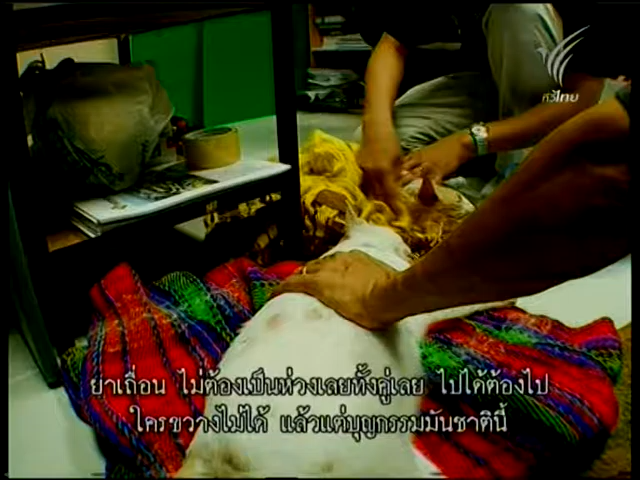 ทีวีไทย
ย่าเถื่อน ไม่ต้องเป็นห่วงเลยทั้งคู่เลย ไปได้ต้องไป
ใครขวางไม่ได้ แล้วแต่บุญกรรมมันชาตินี้